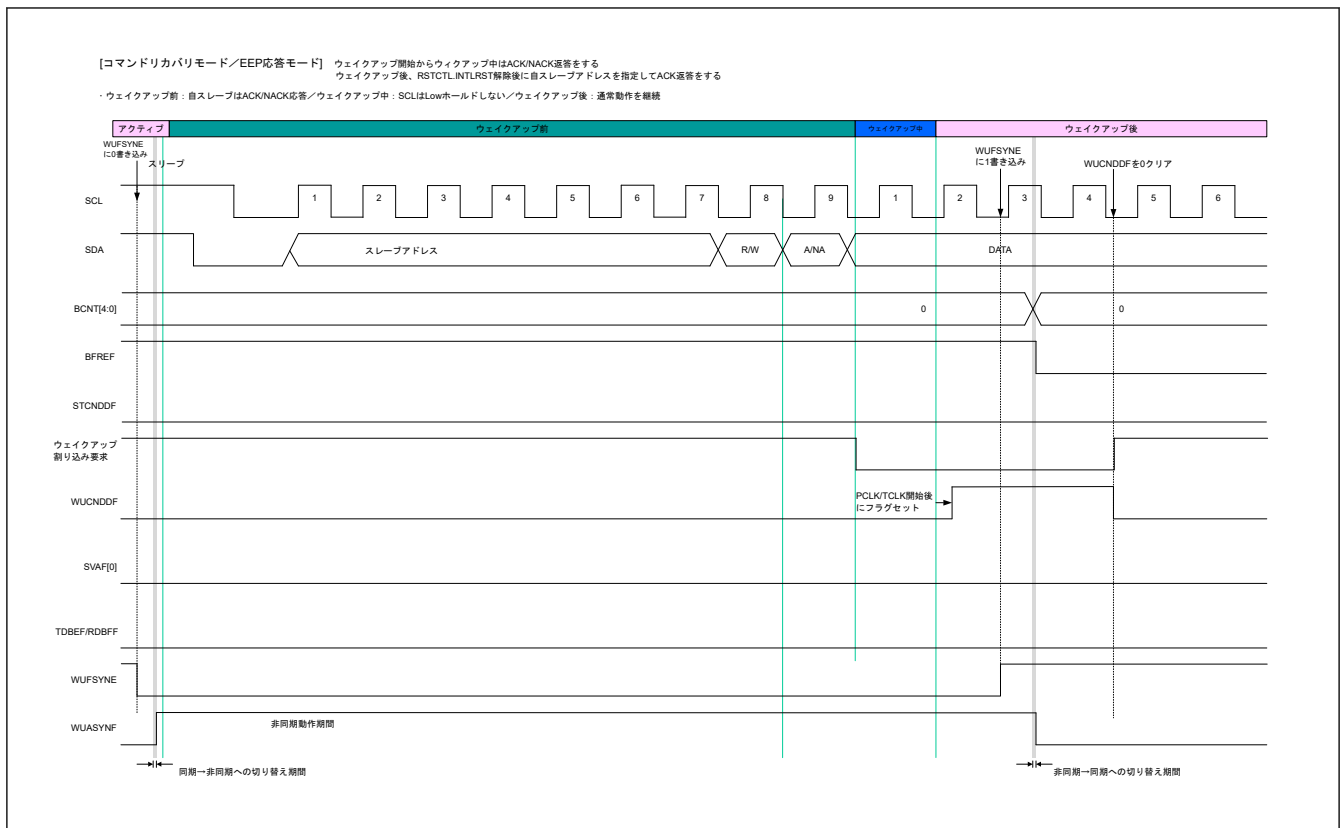 [コマンドリカバリモード／EEP応答モード] ウェイクアップ開始からウィクアップ中はACK/NACK返答をする
ウェイクアップ後、RSTCTL.INTLRST解除後に自スレーブアドレスを指定してACK返答をする
・ウェイクアップ前：自スレーブはACK/NACK応答／ウェイクアップ中：SCLはLowホールドしない／ウェイクアップ後：通常動作を継続
アクティブ ウェイクアップ前 ウェイクアップ中 ウェイクアップ後
WUFSYNE
に0書き込み
スリープ
WUFSYNE
に1書き込み
WUCNDDFを0クリア
SCL 1 2 3 4 5 6 7 8 9 1 2 3 4 5 6
SDA スレーブアドレス R/W A/NA DATA
BCNT[4:0] 0 0
BFREF
STCNDDF
ウェイクアップ
割り込み要求
WUCNDDF
PCLK/TCLK開始後
にフラグセット
SVAF[0]
TDBEF/RDBFF
WUFSYNE
WUASYNF 非同期動作期間
同期→非同期への切り替え期間 非同期→同期への切り替え期間